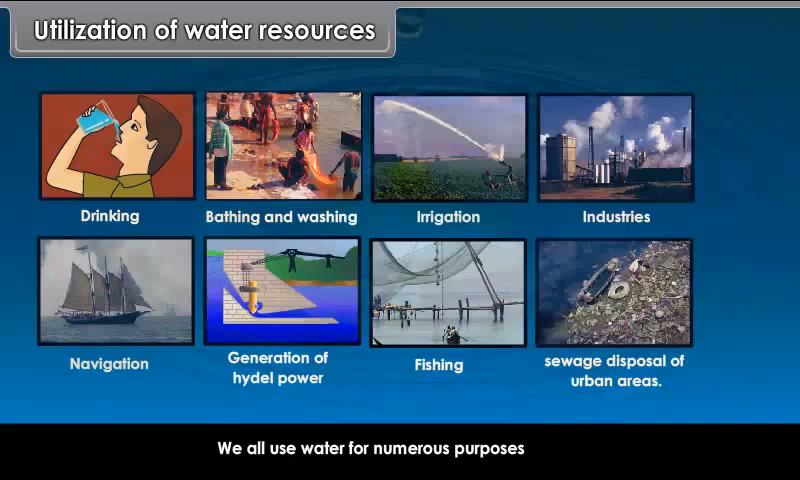 Utilization of water resources
Drinking
Bathing and washing
Irrigation
Industries
Navigation
Generation of
hydel power
Fishing
sewage disposal of
urban areas.
We all use water for numerous purposes